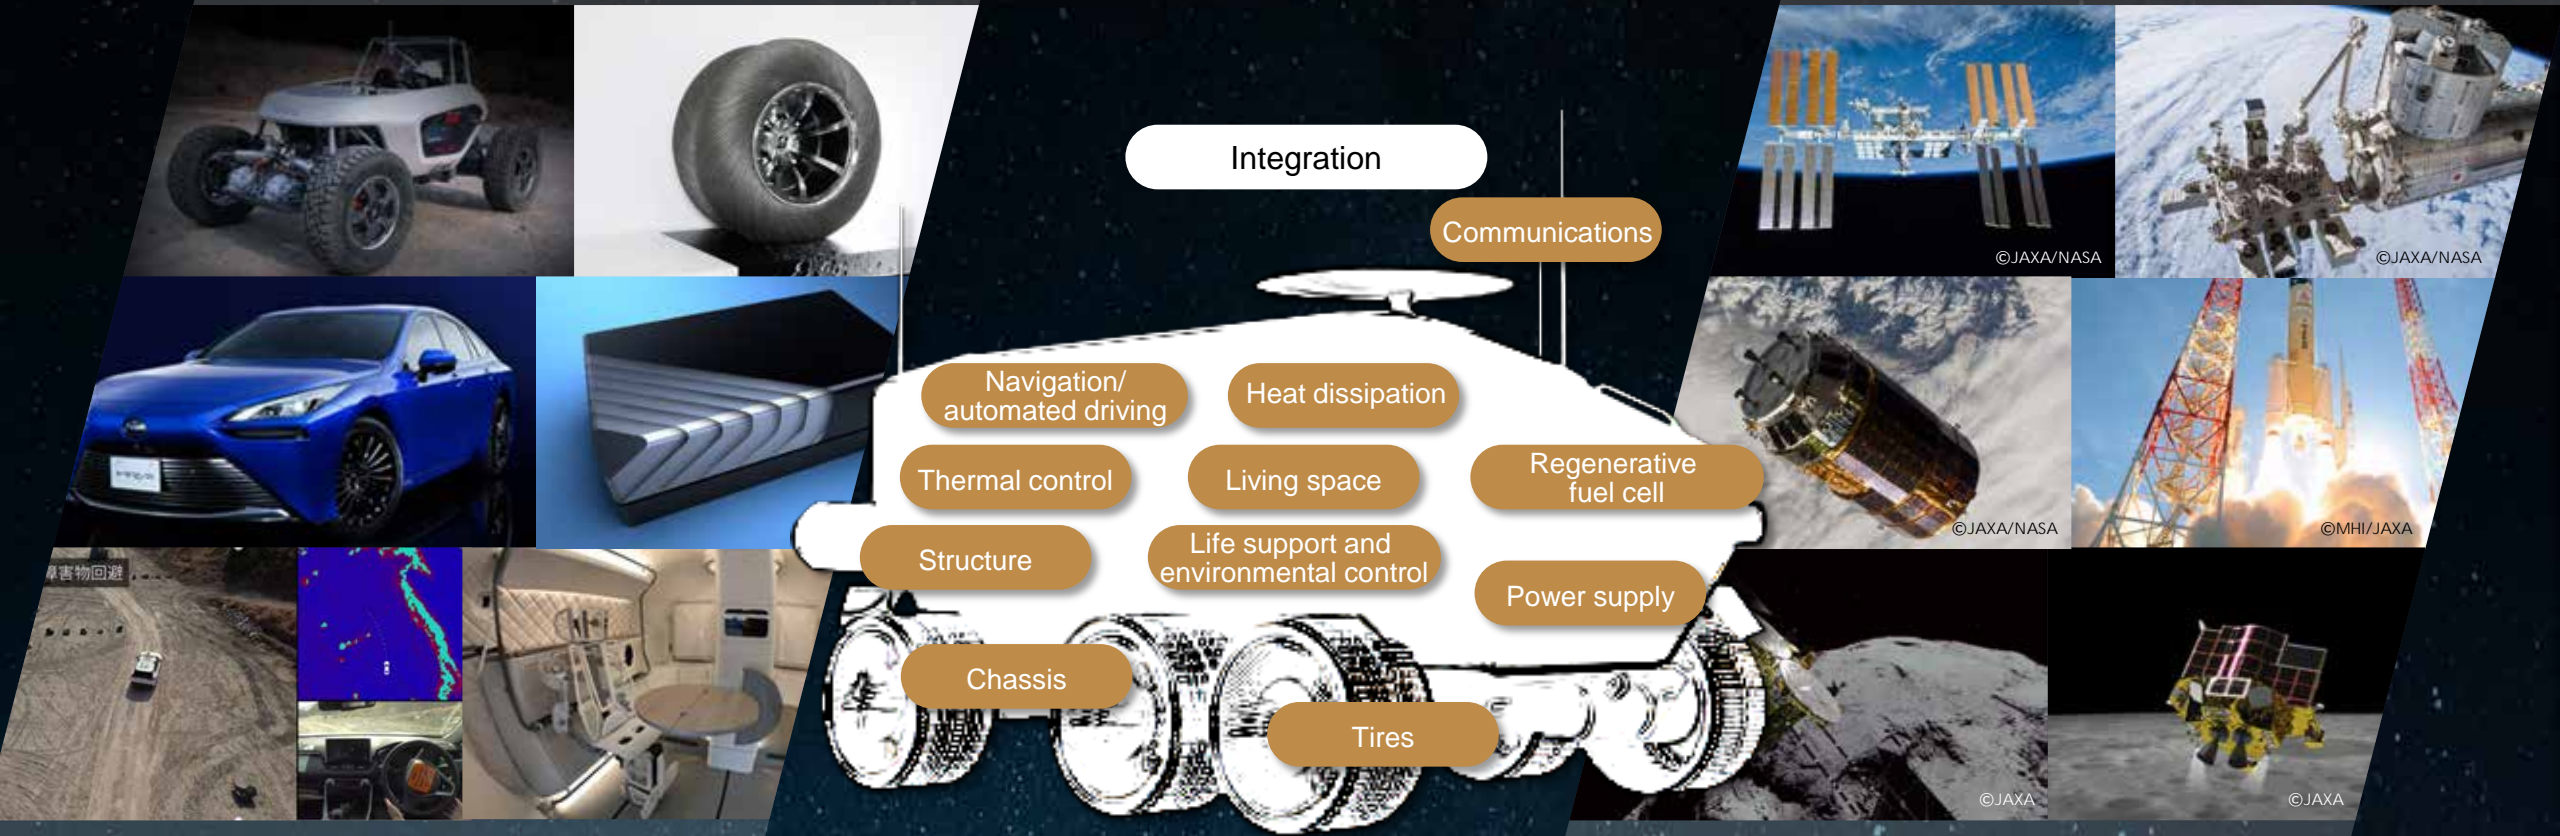 Integration
Communications
©JAXA/NASA
©JAXA/NASA
Navigation/
automated driving
Heat dissipation
Thermal control
Living space
Regenerative
fuel cell
©JAXA/NASA
©MHI/JAXA
Structure
Life support and
environmental control
Power supply
障害物回避
Chassis
Tires
©JAXA
©JAXA